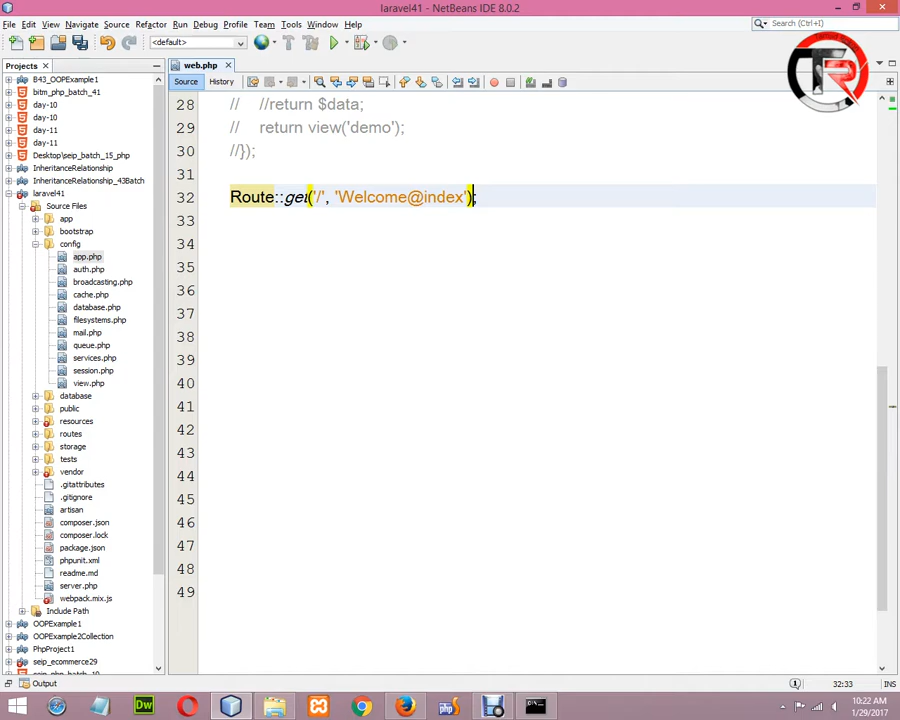 laravel41 - NetBeans IDE 8.0.2
File Edit View Navigate Source Refactor Run Debug Profile Team Tools Window Help
Search (Ctrl+I)
<default>
Projects
web.php
Source History
B43_OOPExample1
bitm_php_batch_41
day-10
day-10
day-11
day-11
Desktop\seip_batch_15_php
InheritanceRelationship
InheritanceRelationship_43Batch
laravel41
Source Files
app
bootstrap
config
app.php
auth.php
broadcasting.php
cache.php
database.php
filesystems.php
mail.php
queue.php
services.php
session.php
view.php
database
public
resources
routes
storage
tests
vendor
.gitattributes
.gitignore
artisan
composer.json
composer.lock
package.json
phpunit.xml
readme.md
server.php
webpack.mix.js
Include Path
OOPExample1
OOPExample2Collection
PhpProject1
seip_ecommerce29
28 // //return $data;
29 // return view('demo');
30 //});
31
32 Route::get('/', 'Welcome@index');
33
34
35
36
37
38
39
40
41
42
43
44
45
46
47
48
49
Output
32:33 INS
Dw
php
10:22 AM
1/29/2017